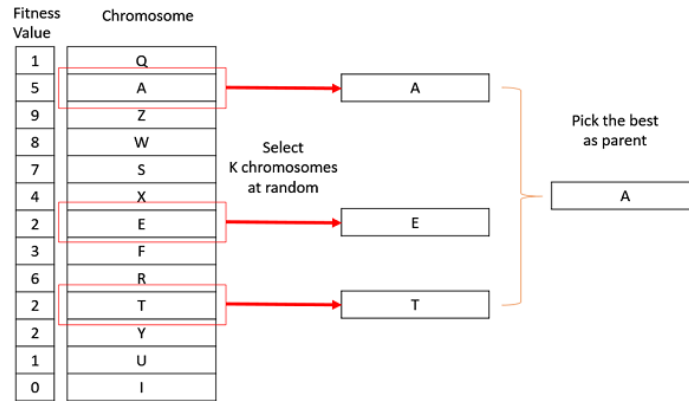 Fitness
Value
Chromosome
1 Q
5 A
9 Z
8 W
7 S
4 X
2 E
3 F
6 R
2 T
2 Y
1 U
0 I
Select
K chromosomes
at random
A
E
T
Pick the best
as parent
A